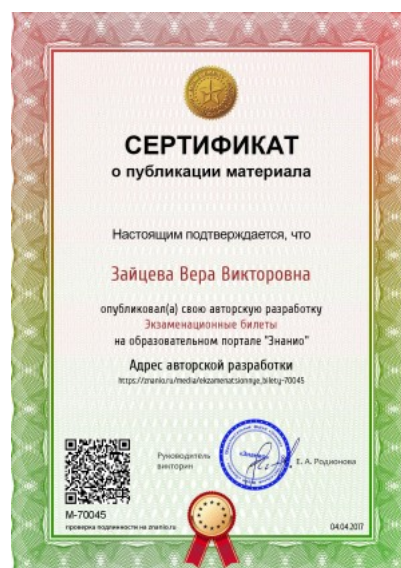 СЕРТИФИКАТ
о публикации материала
Настоящим подтверждается, что
Зайцева Вера Викторовна
опубликовал(а) свою авторскую разработку
Экзаменационные билеты
на образовательном портале "Знанио"
Адрес авторской разработки
https://znanio.ru/media/ekzamenatsionnye_bilety-70045
Руководитель
викторин
«Знанио»
Е. А. Родионова
М-70045
проверка подлинности на znanio.ru
04.04.2017